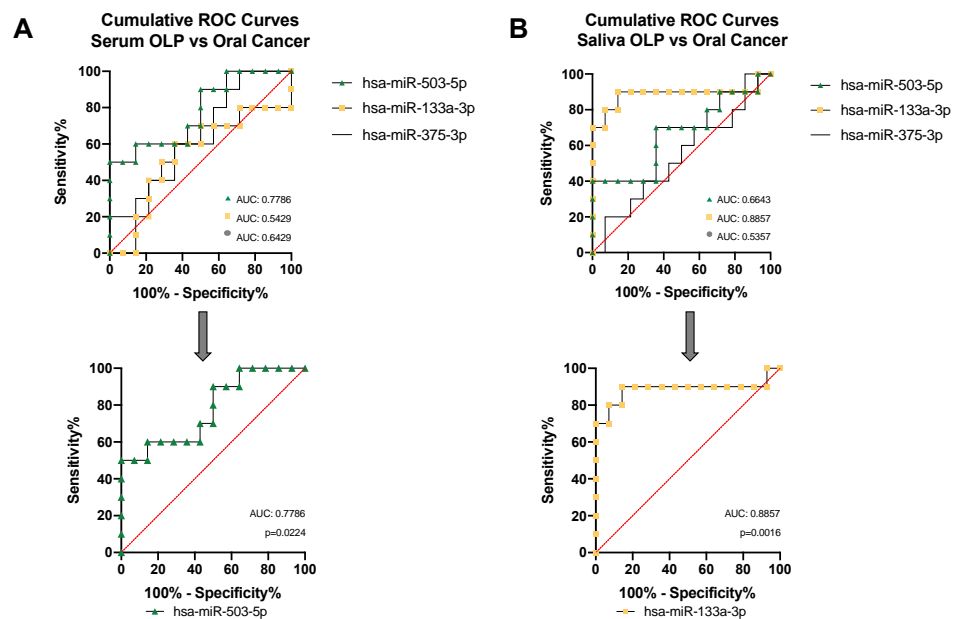 A
Cumulative ROC Curves
Serum OLP vs Oral Cancer
100
80
60
40
20
0
Sensitivity%
0 20 40 60 80 100
100% - Specificity%
AUC: 0.7786
AUC: 0.5429
AUC: 0.6429
hsa-miR-503-5p
hsa-miR-133a-3p
hsa-miR-375-3p
100
80
60
40
20
0
Sensitivity%
AUC: 0.7786
p=0.0224
0 20 40 60 80 100
100% - Specificity%
hsa-miR-503-5p
B
Cumulative ROC Curves
Saliva OLP vs Oral Cancer
100
80
60
40
20
0
Sensitivity%
0 20 40 60 80 100
100% - Specificity%
AUC: 0.6643
AUC: 0.8857
AUC: 0.5357
hsa-miR-503-5p
hsa-miR-133a-3p
hsa-miR-375-3p
100
80
60
40
20
0
Sensitivity%
AUC: 0.8857
p=0.0016
0 20 40 60 80 100
100% - Specificity%
hsa-miR-133a-3p